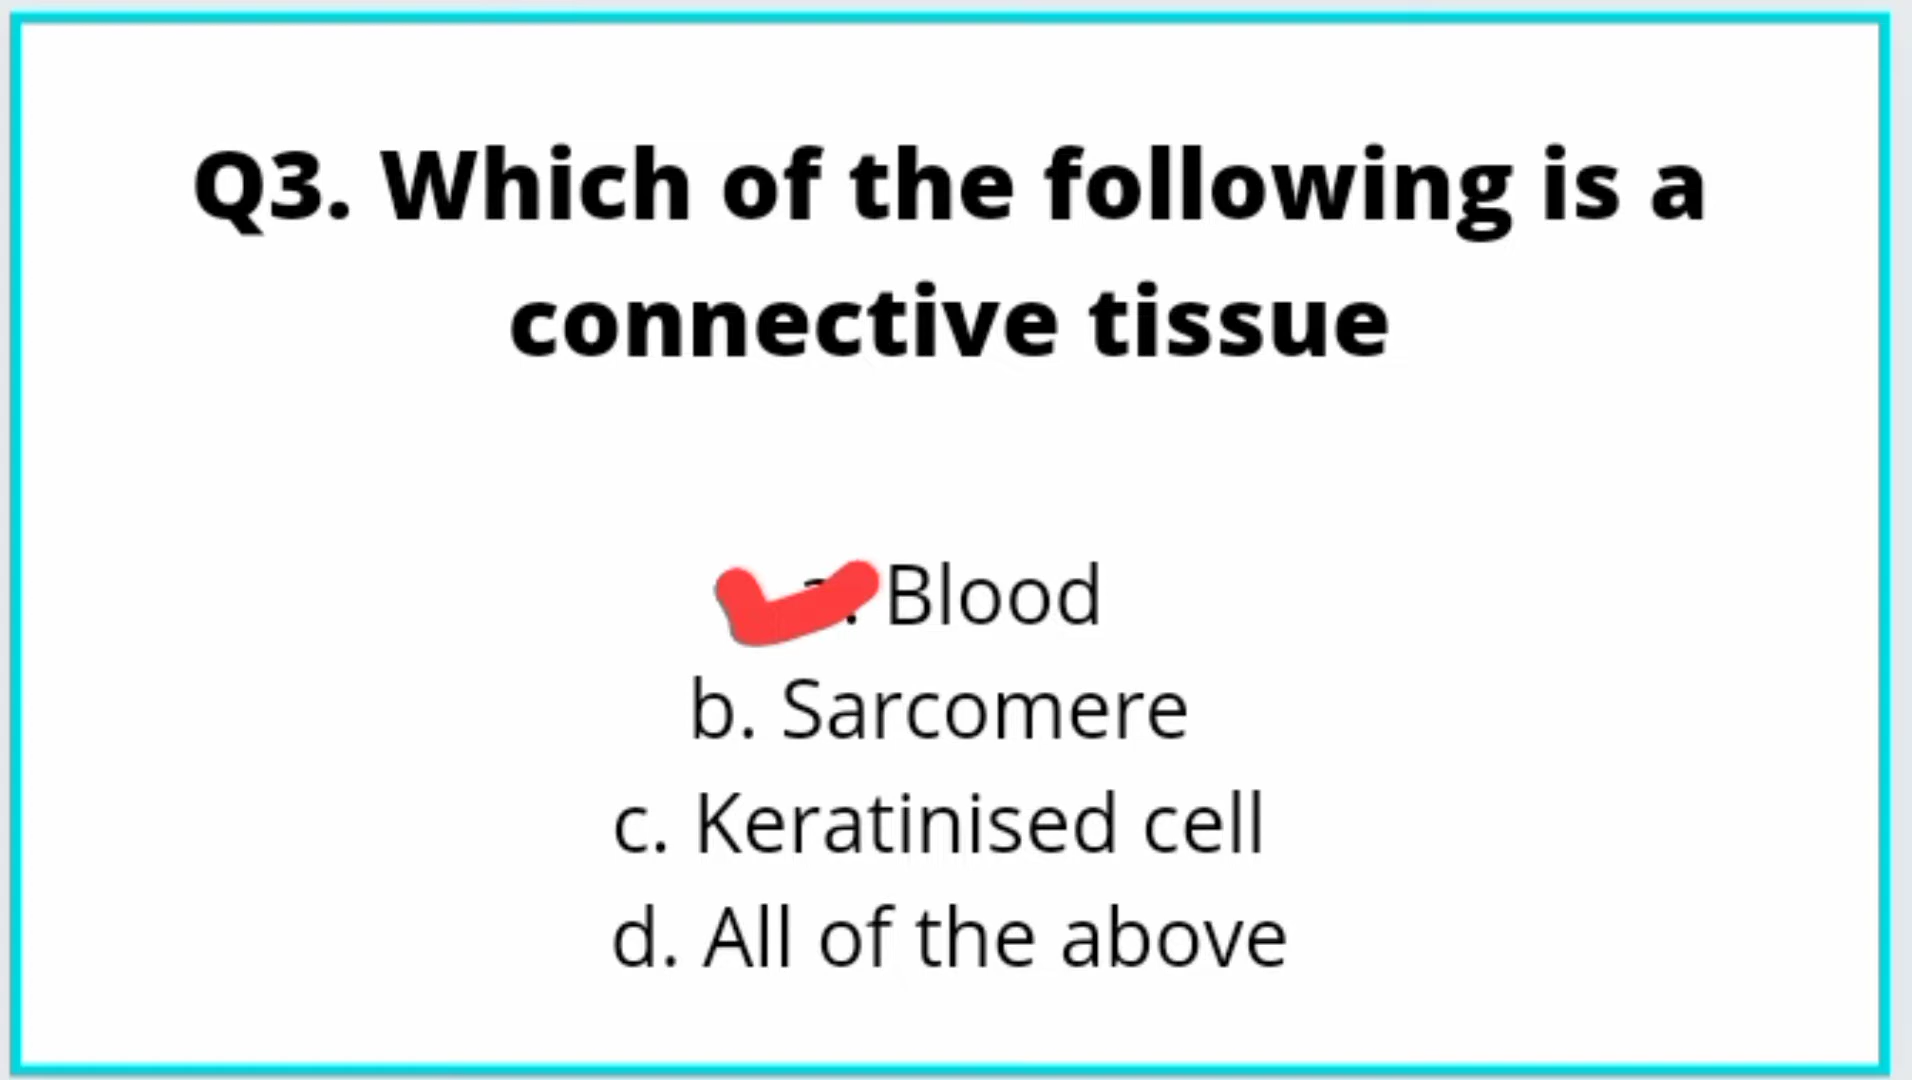 Q3. Which of the following is a
connective tissue
a. Blood
b. Sarcomere
c. Keratinised cell
d. All of the above